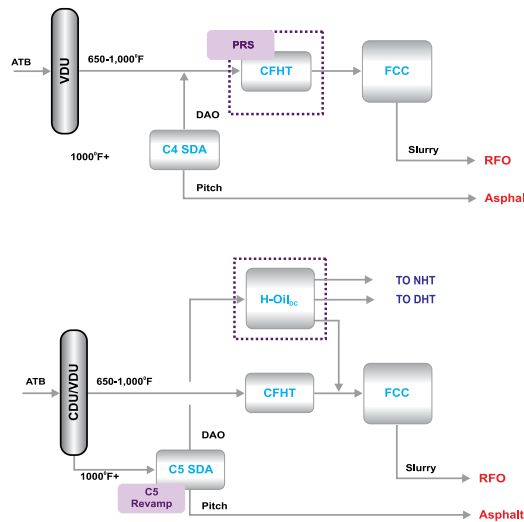 PRS
ATB
VDU
650-1,000°F
CFHT
FCC
DAO
1000°F+
C4 SDA
Slurry
RFO
Pitch
Asphal
H-Oil DC
TO NHT
TO DHT
ATB
CDU/VDU
650-1,000°F
CFHT
FCC
DAO
1000°F+
C5 SDA
Slurry
RFO
C5
Revamp
Pitch
Asphalt